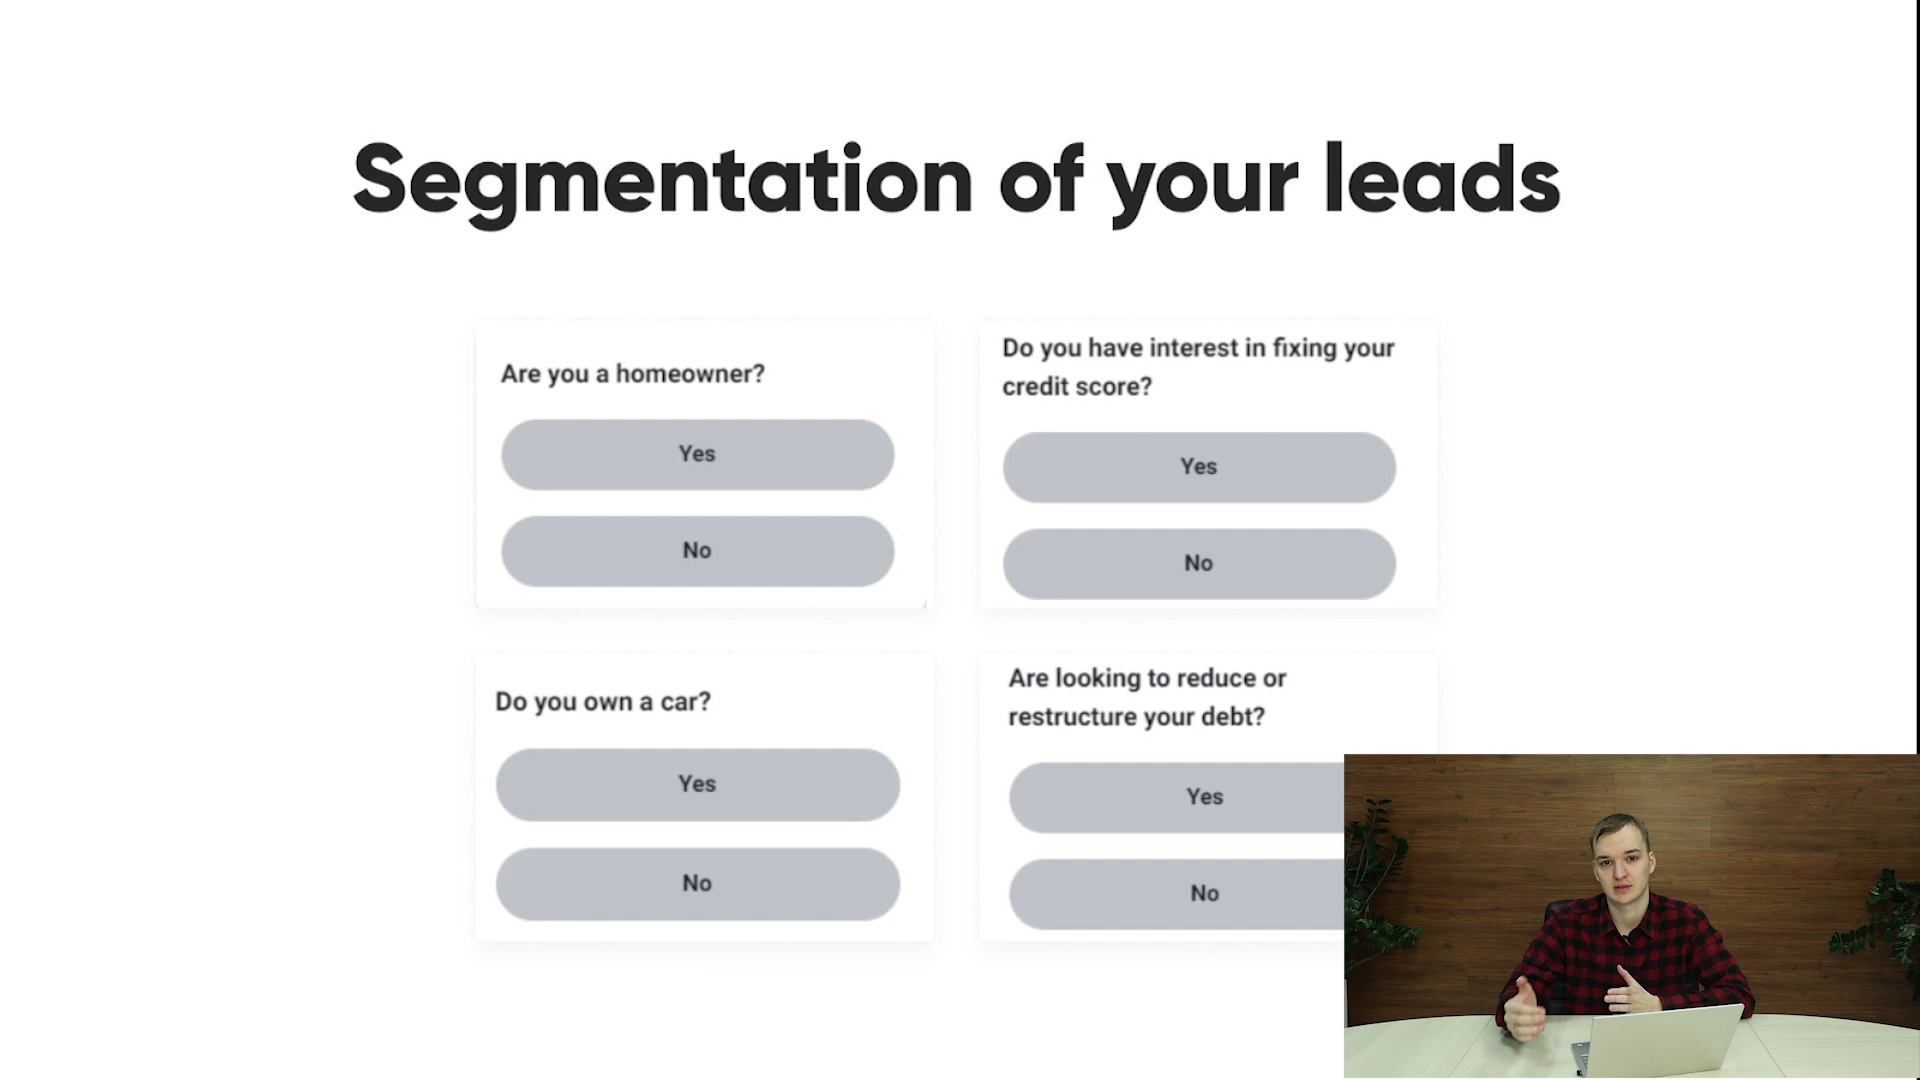 Segmentation of your leads
Are you a homeowner?
Yes
No
Do you have interest in fixing your
credit score?
Yes
No
Do you own a car?
Yes
No
Are looking to reduce or
restructure your debt?
Yes
No